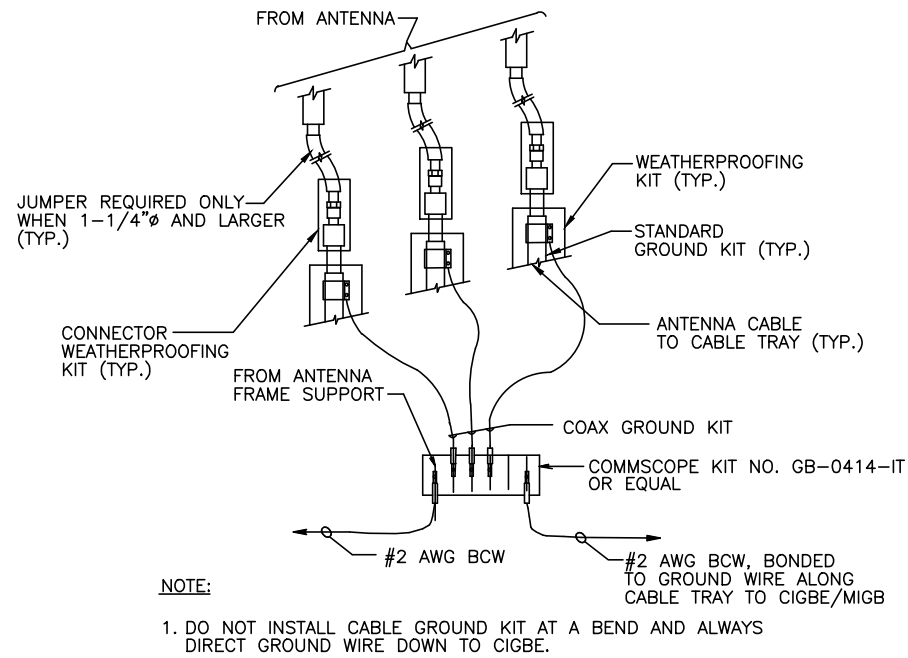 FROM ANTENNA
JUMPER REQUIRED ONLY
WHEN 1-1/4"ø AND LARGER
(TYP.)
WEATHERPROOFING
KIT (TYP.)
STANDARD
GROUND KIT (TYP.)
CONNECTOR
WEATHERPROOFING
KIT (TYP.)
ANTENNA CABLE
TO CABLE TRAY (TYP.)
FROM ANTENNA
FRAME SUPPORT
COAX GROUND KIT
COMMSCOPE KIT NO. GB-0414-IT
OR EQUAL
#2 AWG BCW
#2 AWG BCW, BONDED
TO GROUND WIRE ALONG
CABLE TRAY TO CIGBE/MIGB
NOTE:
1. DO NOT INSTALL CABLE GROUND KIT AT A BEND AND ALWAYS
DIRECT GROUND WIRE DOWN TO CIGBE.